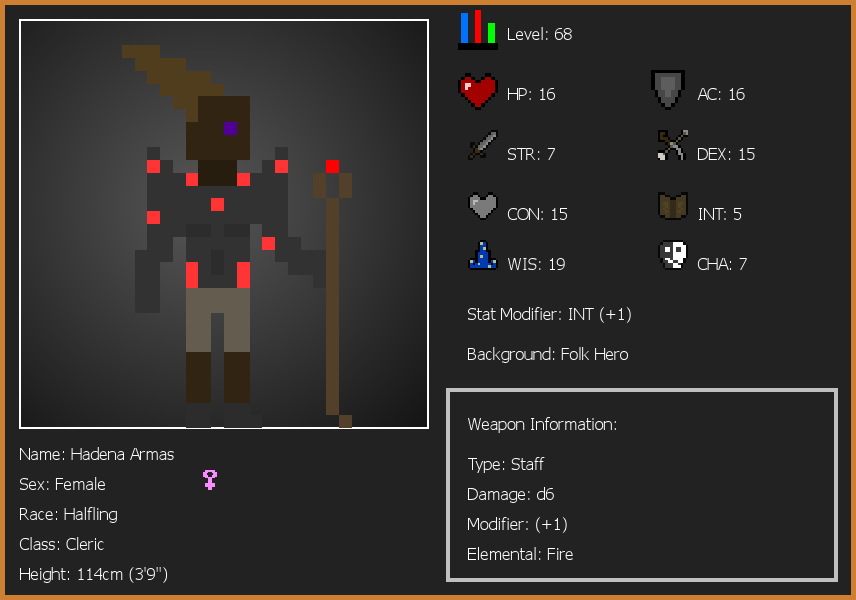 Level: 68
HP: 16
AC: 16
STR: 7
DEX: 15
CON: 15
INT: 5
WIS: 19
CHA: 7
Stat Modifier: INT (+1)
Background: Folk Hero
Weapon Information:
Type: Staff
Damage: d6
Modifier: (+1)
Elemental: Fire
Name: Hadena Armas
Sex: Female
Race: Halfling
Class: Cleric
Height: 114cm (3'9")